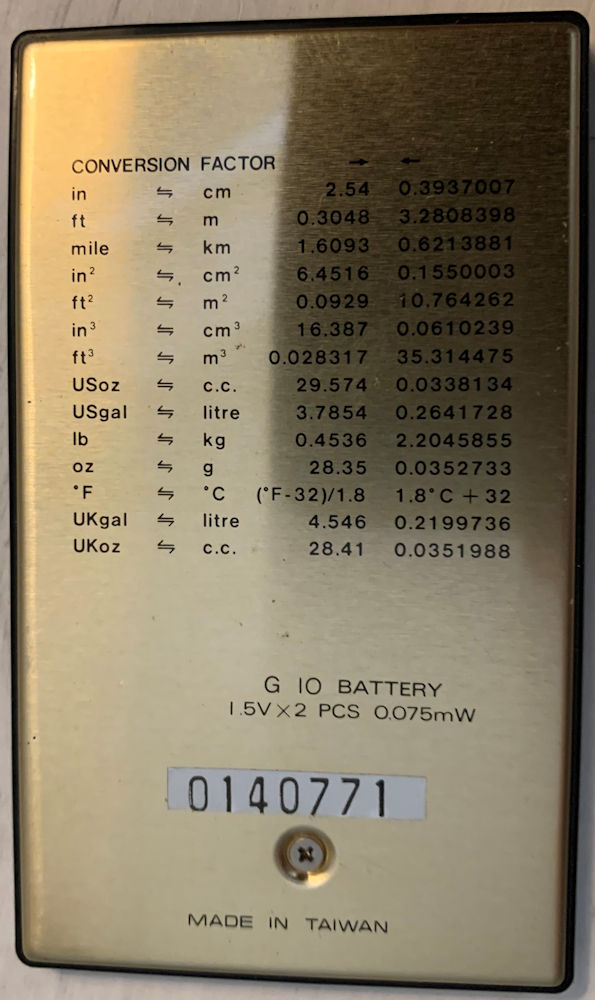 CONVERSION FACTOR → ←
in ⇋ cm 2.54 0.3937007
ft ⇋ m 0.3048 3.2808398
mile ⇋ km 1.6093 0.6213881
in² ⇋ cm² 6.4516 0.1550003
ft² ⇋ m² 0.0929 10.764262
in³ ⇋ cm³ 16.387 0.0610239
ft³ ⇋ m³ 0.028317 35.314475
USoz ⇋ c.c. 29.574 0.0338134
USgal ⇋ litre 3.7854 0.2641728
lb ⇋ kg 0.4536 2.2045855
oz ⇋ g 28.35 0.0352733
°F ⇋ °C (°F-32)/1.8 1.8°C + 32
UKgal ⇋ litre 4.546 0.2199736
UKoz ⇋ c.c. 28.41 0.0351988
G 10 BATTERY
1.5V×2 PCS 0.075mW
0140771
MADE IN TAIWAN